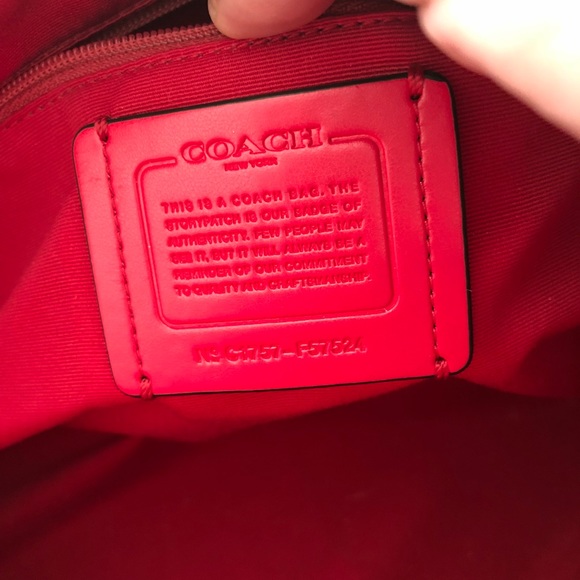 COACH
NEW YORK
THIS IS A COACH BAG. THE
STORYPATCH IS OUR BADGE OF
AUTHENTICITY. FEW PEOPLE MAY
SEE IT, BUT IT WILL ALWAYS BE A
REMINDER OF OUR COMMITMENT
TO QUALITY AND CRAFTSMANSHIP.
No C1757-F57524